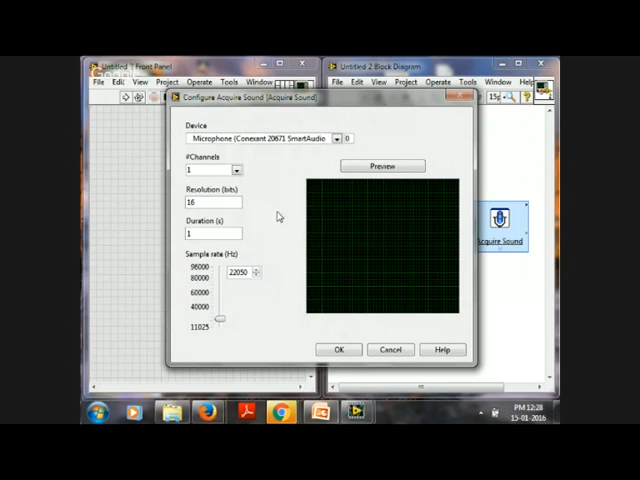 Untitled 1 Front Panel
Untitled 2 Block Diagram
File Edit View Project Operate Tools Window
File Edit View Project Operate Tools Window Help
15p
Configure Acquire Sound [Acquire Sound]
Device
Microphone (Conexant 20671 SmartAudio
0
#Channels
1
Preview
Resolution (bits)
16
Duration (s)
1
Acquire Sound
Sample rate (Hz)
96000
22050
80000
60000
40000
11025
OK
Cancel
Help
PM 12:28
15-01-2016